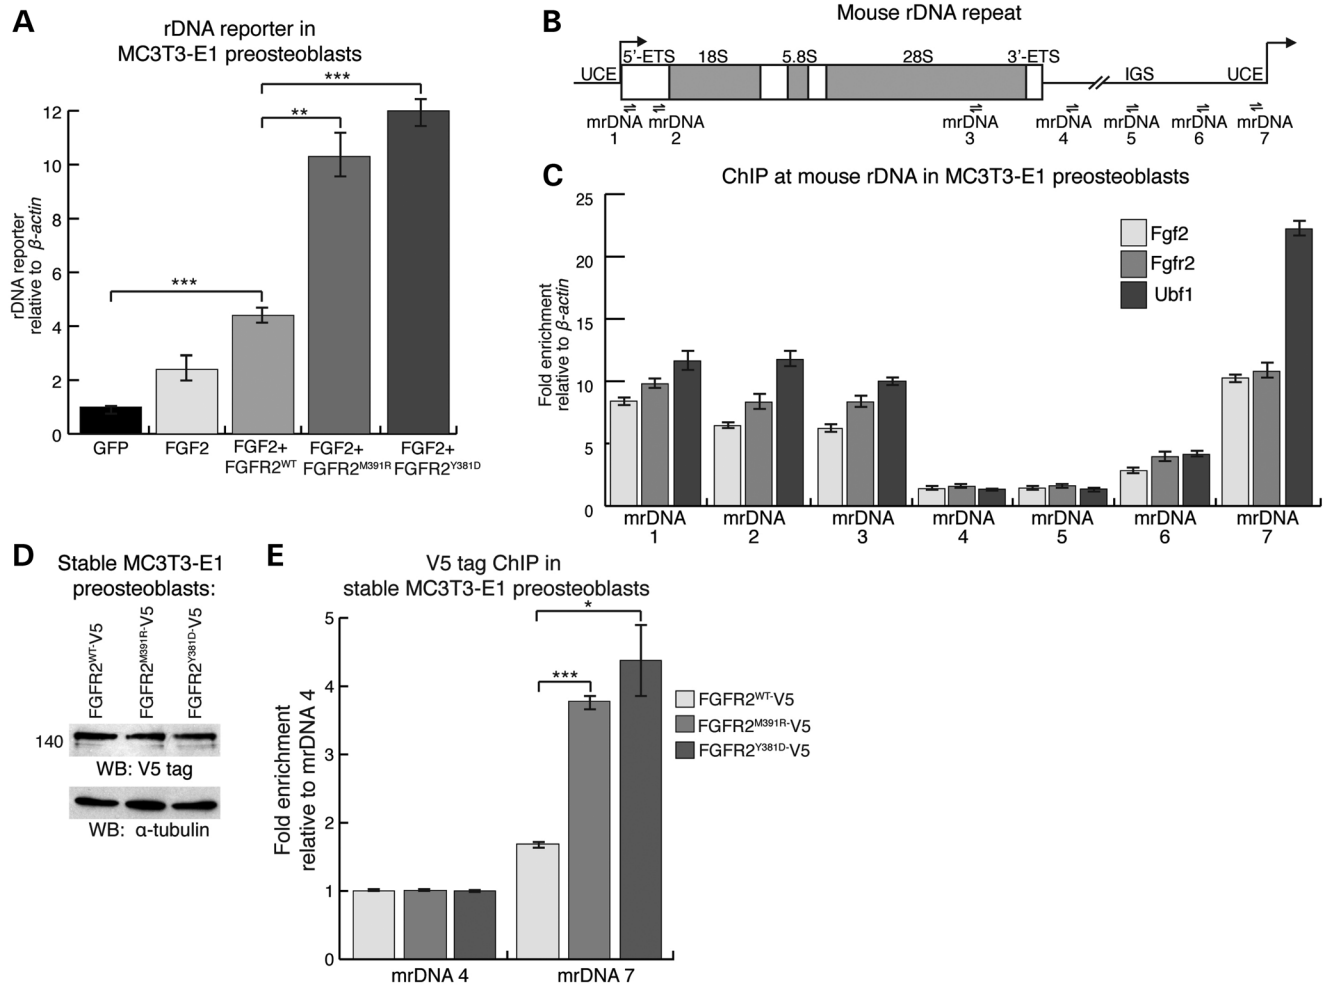 A
rDNA reporter in
MC3T3-E1 preosteoblasts
***
**
***
12
10
8
6
4
2
0
rDNA reporter
relative to β-actin
GFP
FGF2
FGF2+
FGFR2WT
FGF2+
FGFR2M391R
FGF2+
FGFR2Y381D
B
Mouse rDNA repeat
UCE
5'-ETS
18S
5.8S
28S
3'-ETS
IGS
UCE
mrDNA
1
mrDNA
2
mrDNA
3
mrDNA
4
mrDNA
5
mrDNA
6
mrDNA
7
C
ChIP at mouse rDNA in MC3T3-E1 preosteoblasts
25
20
15
10
5
0
Fold enrichment
relative to β-actin
Fgf2
Fgfr2
Ubf1
mrDNA
1
mrDNA
2
mrDNA
3
mrDNA
4
mrDNA
5
mrDNA
6
mrDNA
7
D
Stable MC3T3-E1
preosteoblasts:
FGFR2WT-V5
FGFR2M391R-V5
FGFR2Y381D-V5
140
WB: V5 tag
WB: α-tubulin
E
V5 tag ChIP in
stable MC3T3-E1 preosteoblasts
*
***
5
4
3
2
1
0
Fold enrichment
relative to mrDNA 4
FGFR2WT-V5
FGFR2M391R-V5
FGFR2Y381D-V5
mrDNA 4
mrDNA 7